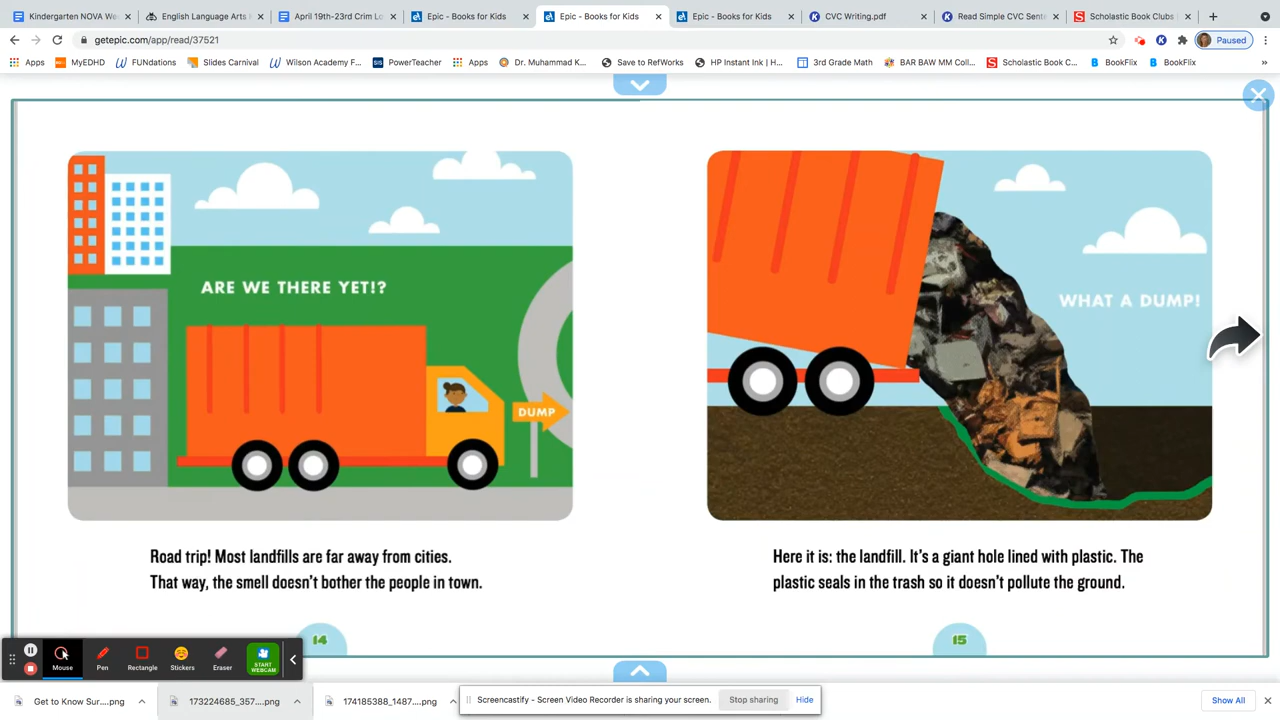 Kindergarten NOVA We
English Language Arts
April 19th-23rd Crim Lo
Epic - Books for Kids
Epic - Books for Kids
Epic - Books for Kids
CVC Writing.pdf
Read Simple CVC Sente
Scholastic Book Clubs
getepic.com/app/read/37521
Paused
Apps
MyEDHD
FUNdations
Slides Carnival
Wilson Academy F...
PowerTeacher
Apps
Dr. Muhammad K...
Save to RefWorks
HP Instant Ink | H...
3rd Grade Math
BAR BAW MM Coll...
Scholastic Book C...
BookFlix
BookFlix
ARE WE THERE YET!?
DUMP
Road trip! Most landfills are far away from cities.
That way, the smell doesn't bother the people in town.
14
WHAT A DUMP!
Here it is: the landfill. It's a giant hole lined with plastic. The
plastic seals in the trash so it doesn't pollute the ground.
15
Mouse
Pen
Rectangle
Stickers
Eraser
START
WEBCAM
Get to Know Sur....png
173224685_357....png
174185388_1487...png
Screencastify - Screen Video Recorder is sharing your screen.
Stop sharing
Hide
Show All